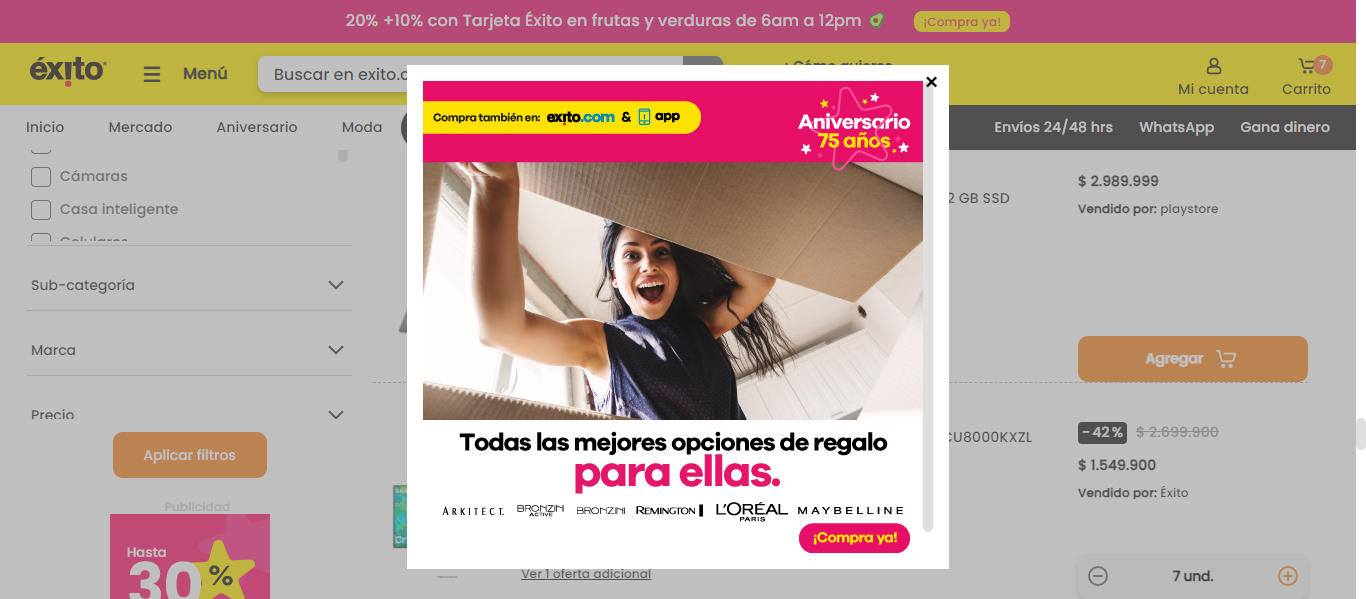 20% +10% con Tarjeta Éxito en frutas y verduras de 6am a 12pm
¡Compra ya!
éxito
Menú
Buscar en exito.c
Cómo quieres
7
Mi cuenta
Carrito
Inicio
Mercado
Aniversario
Moda
Envíos 24/48 hrs
WhatsApp
Gana dinero
Cámaras
Casa inteligente
Celulares
Sub-categoría
Marca
Precio
Aplicar filtros
Publicidad
Hasta
30%
Compra también en: exito.com & app
Aniversario
75 años
Todas las mejores opciones de regalo
para ellas.
ARKITECT. BRONZINI ACTIVE BRONZINI REMINGTON L'ORÉAL PARIS MAYBELLINE
¡Compra ya!
Ver 1 oferta adicional
2 GB SSD
$ 2.989.999
Vendido por: playstore
Agregar
CU8000KXZL
-42% $ 2.699.900
$ 1.549.900
Vendido por: Éxito
7 und.